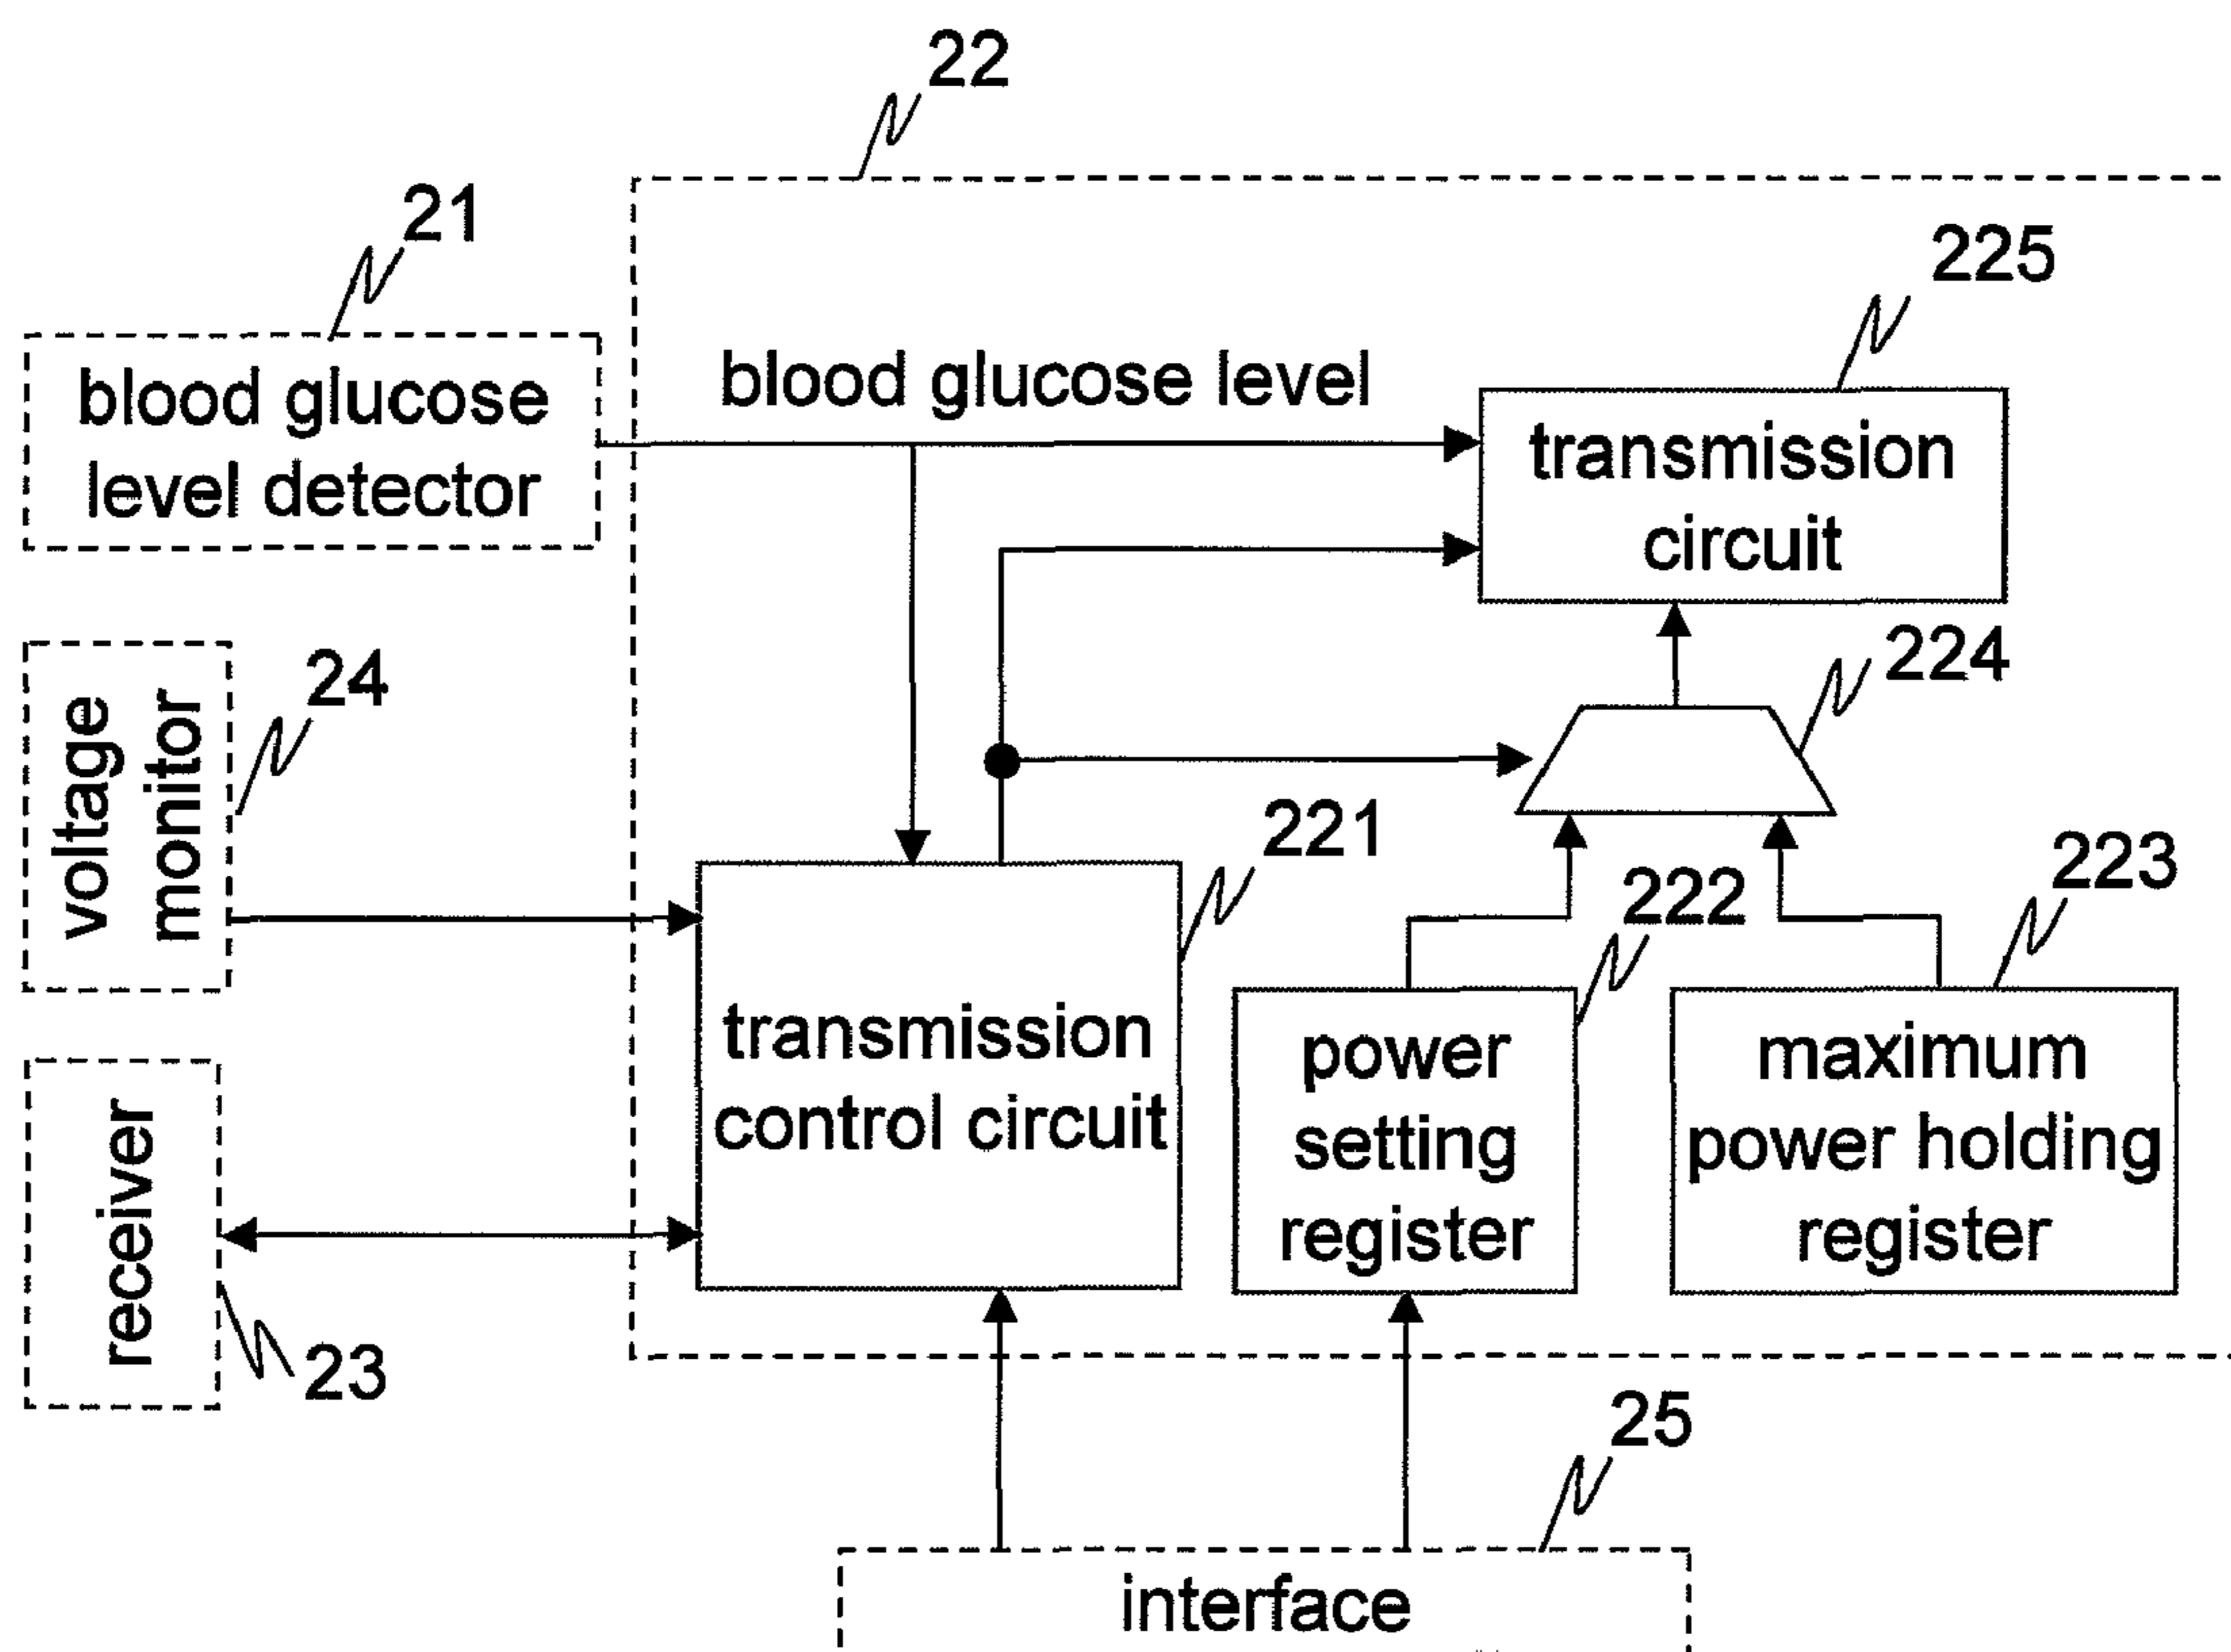 22
21
225
blood glucose
level detector
blood glucose level
transmission
circuit
24
voltage
monitor
224
221
222
223
transmission
control circuit
power
setting
register
maximum
power holding
register
receiver
23
25
interface